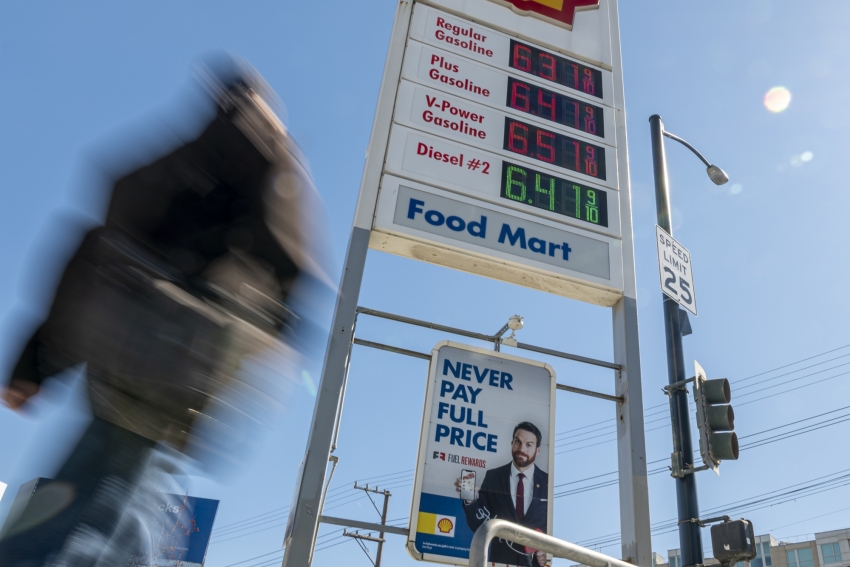 Regular
Gasoline
6.31 9/10
Plus
Gasoline
6.41 9/10
V-Power
Gasoline
6.51 9/10
Diesel #2
6.41 9/10
Food Mart
SPEED
LIMIT
25
NEVER
PAY
FULL
PRICE
FUEL REWARDS